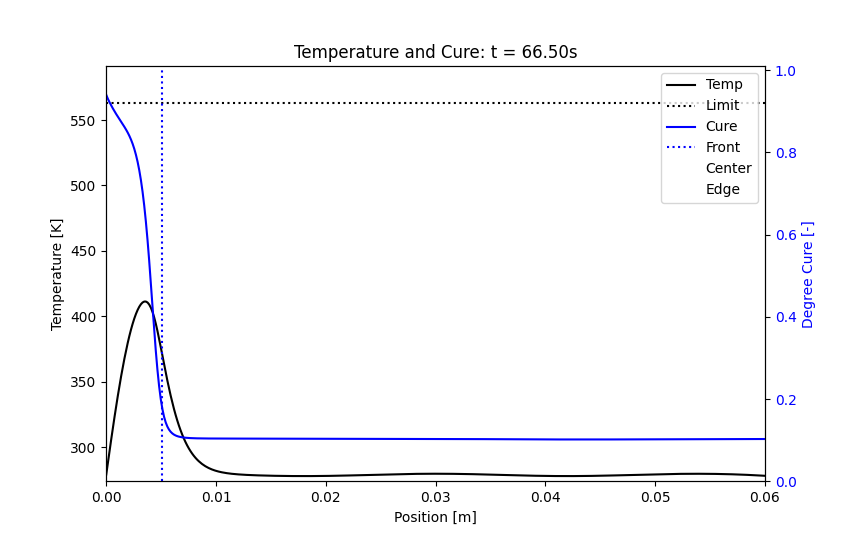 Temperature and Cure: t = 66.50s
Temp
Limit
Cure
Front
Center
Edge
Temperature [K]
550
500
450
400
350
300
Degree Cure [-]
1.0
0.8
0.6
0.4
0.2
0.0
0.00 0.01 0.02 0.03 0.04 0.05 0.06
Position [m]